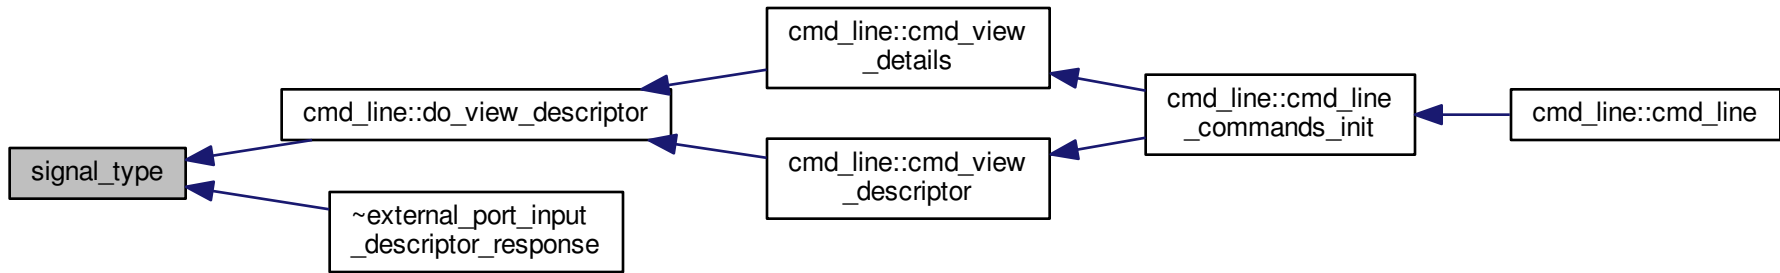 signal_type
cmd_line::do_view_descriptor
~external_port_input
_descriptor_response
cmd_line::cmd_view
_details
cmd_line::cmd_view
_descriptor
cmd_line::cmd_line
_commands_init
cmd_line::cmd_line